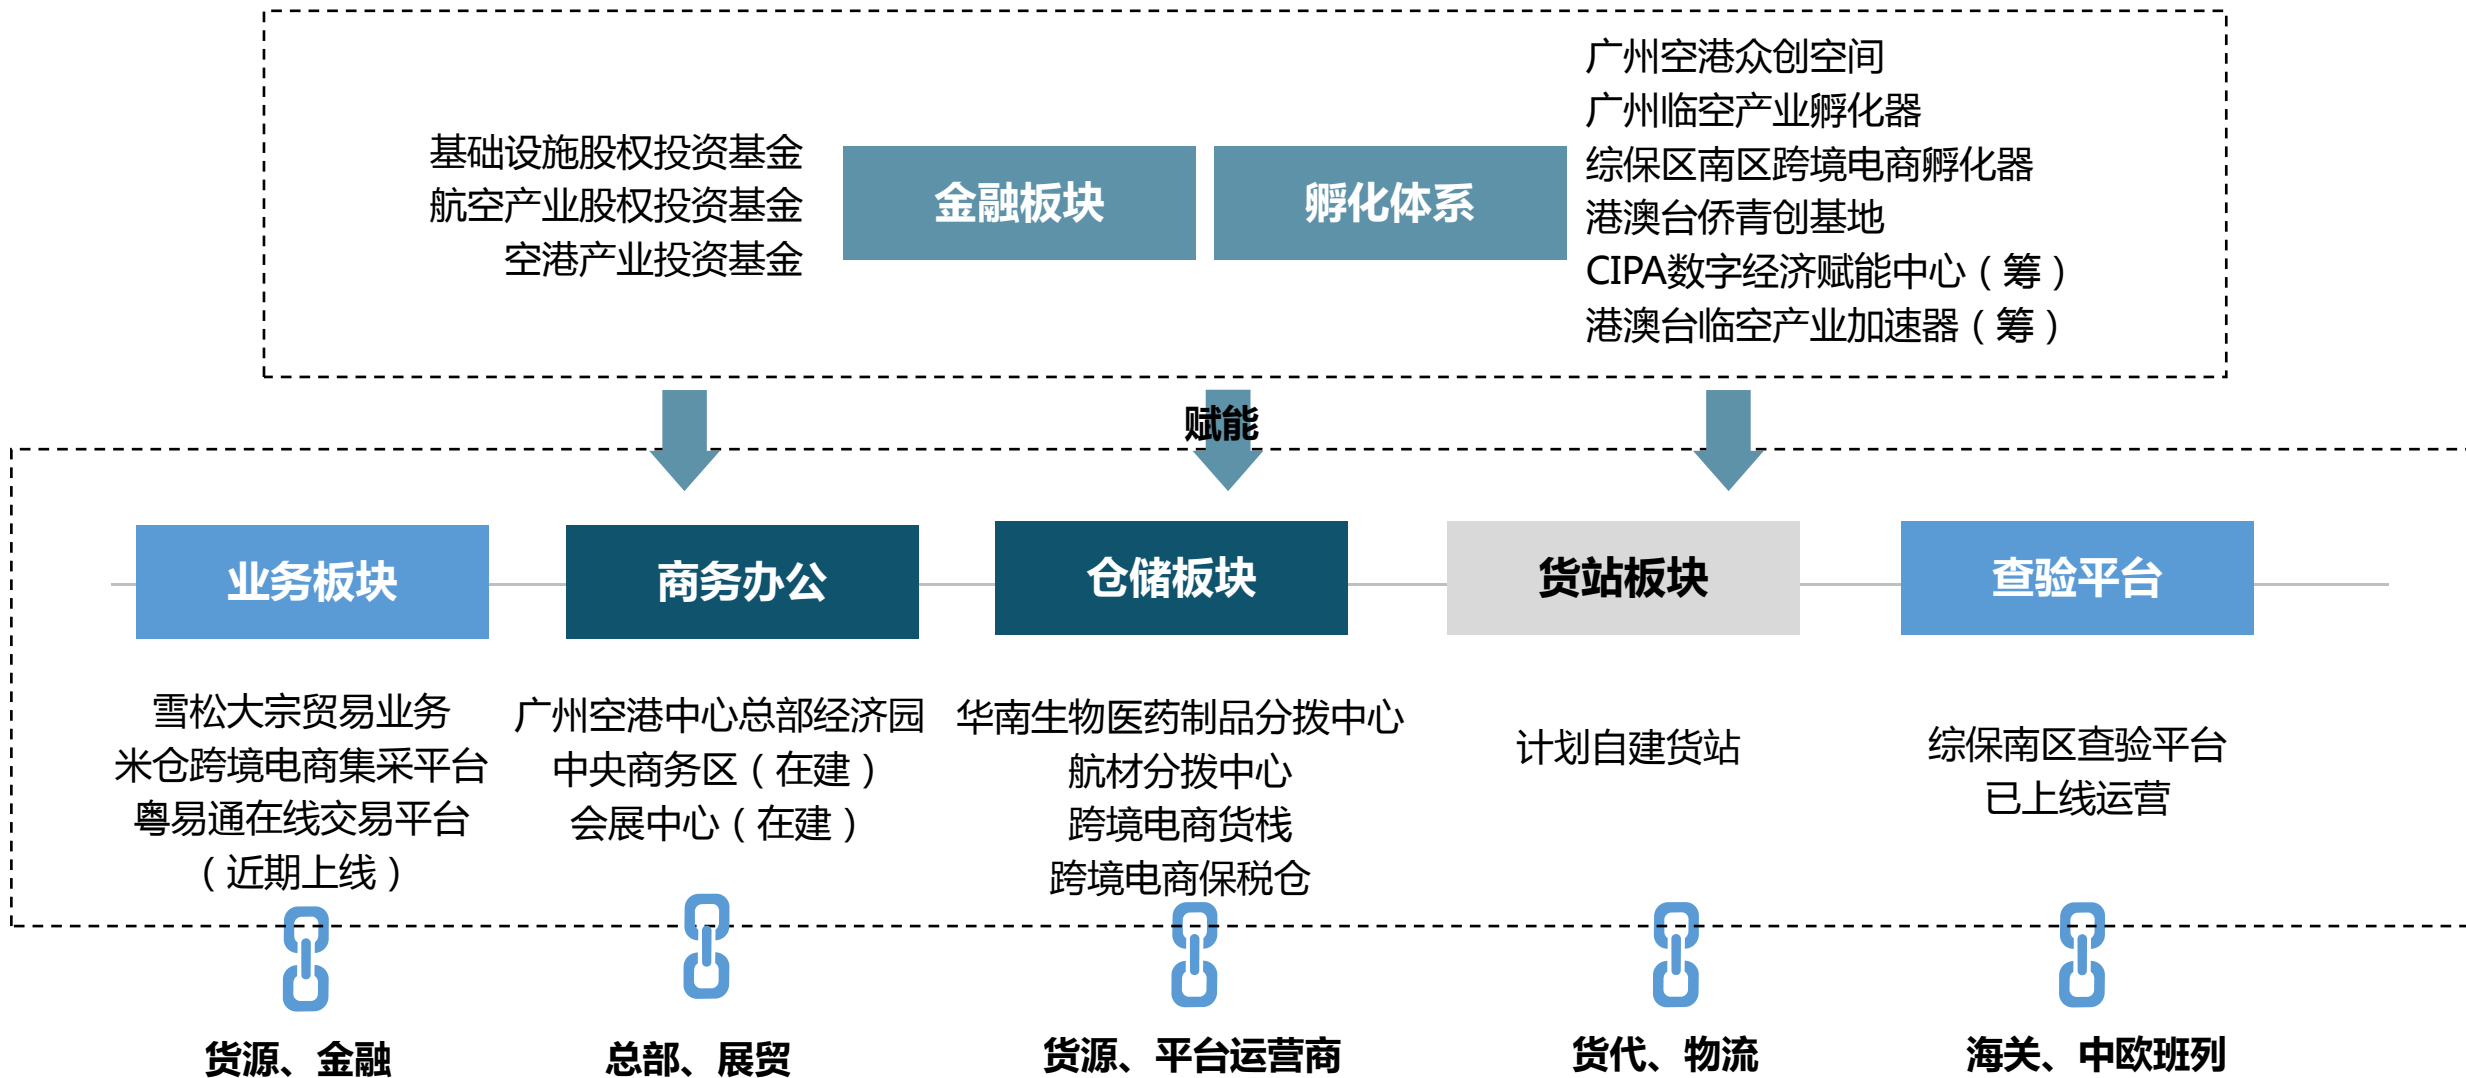 基础设施股权投资基金
航空产业股权投资基金
空港产业投资基金
金融板块
孵化体系
广州空港众创空间
广州临空产业孵化器
综保区南区跨境电商孵化器
港澳台侨青创基地
CIPA数字经济赋能中心（筹）
港澳台临空产业加速器（筹）
赋能
业务板块
商务办公
仓储板块
货站板块
查验平台
雪松大宗贸易业务
米仓跨境电商集采平台
粤易通在线交易平台
（近期上线）
广州空港中心总部经济园
中央商务区（在建）
会展中心（在建）
华南生物医药制品分拨中心
航材分拨中心
跨境电商货栈
跨境电商保税仓
计划自建货站
综保南区查验平台
已上线运营
货源、金融
总部、展贸
货源、平台运营商
货代、物流
海关、中欧班列